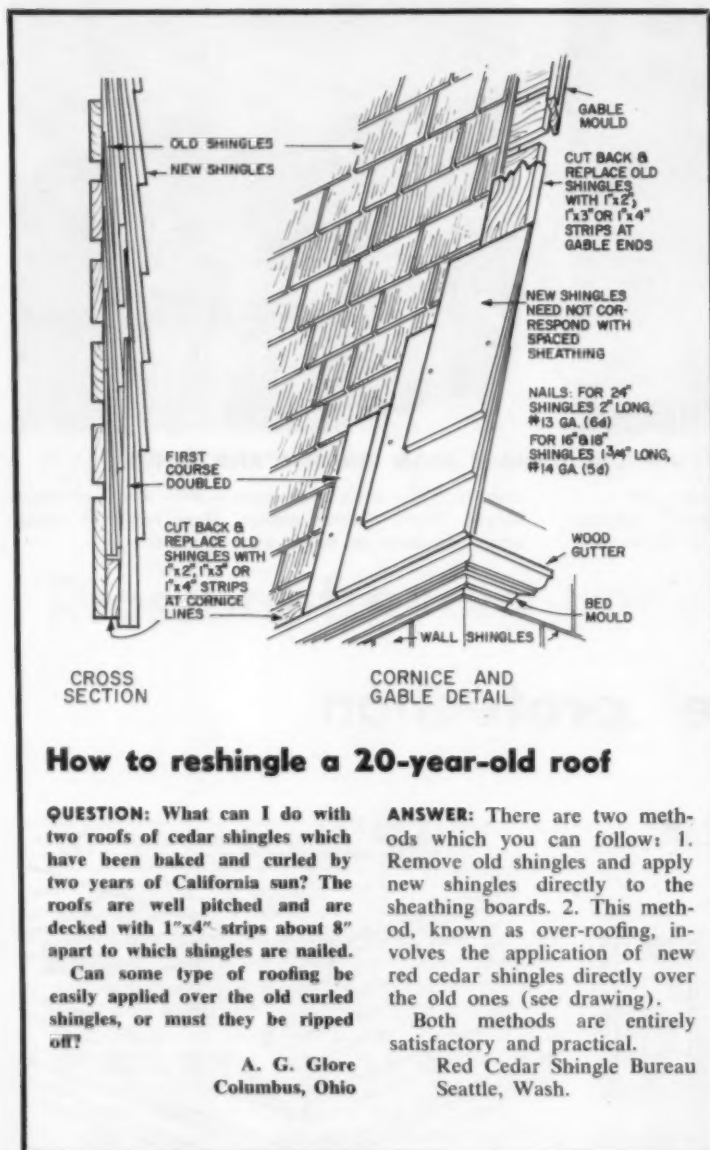 OLD SHINGLES
NEW SHINGLES
FIRST
COURSE
DOUBLED
CUT BACK &
REPLACE OLD
SHINGLES WITH
1"x2", 1"x3" OR
1"x4" STRIPS
AT CORNICE
LINES
CROSS
SECTION
GABLE
MOULD
CUT BACK &
REPLACE OLD
SHINGLES
WITH 1"x2",
1"x3" OR 1"x4"
STRIPS AT
GABLE ENDS
NEW SHINGLES
NEED NOT COR-
RESPOND WITH
SPACED
SHEATHING
NAILS: FOR 24"
SHINGLES 2" LONG,
#13 GA. (6d)
FOR 16" & 18"
SHINGLES 1 3/4" LONG,
#14 GA. (5d)
WOOD
GUTTER
BED
MOULD
WALL SHINGLES
CORNICE AND
GABLE DETAIL
How to reshingle a 20-year-old roof
QUESTION: What can I do with
two roofs of cedar shingles which
have been baked and curled by
two years of California sun? The
roofs are well pitched and are
decked with 1"x4" strips about 8"
apart to which shingles are nailed.
Can some type of roofing be
easily applied over the old curled
shingles, or must they be ripped
off?
A. G. Glore
Columbus, Ohio
ANSWER: There are two meth-
ods which you can follow: 1.
Remove old shingles and apply
new shingles directly to the
sheathing boards. 2. This meth-
od, known as over-roofing, in-
volves the application of new
red cedar shingles directly over
the old ones (see drawing).
Both methods are entirely
satisfactory and practical.
Red Cedar Shingle Bureau
Seattle, Wash.